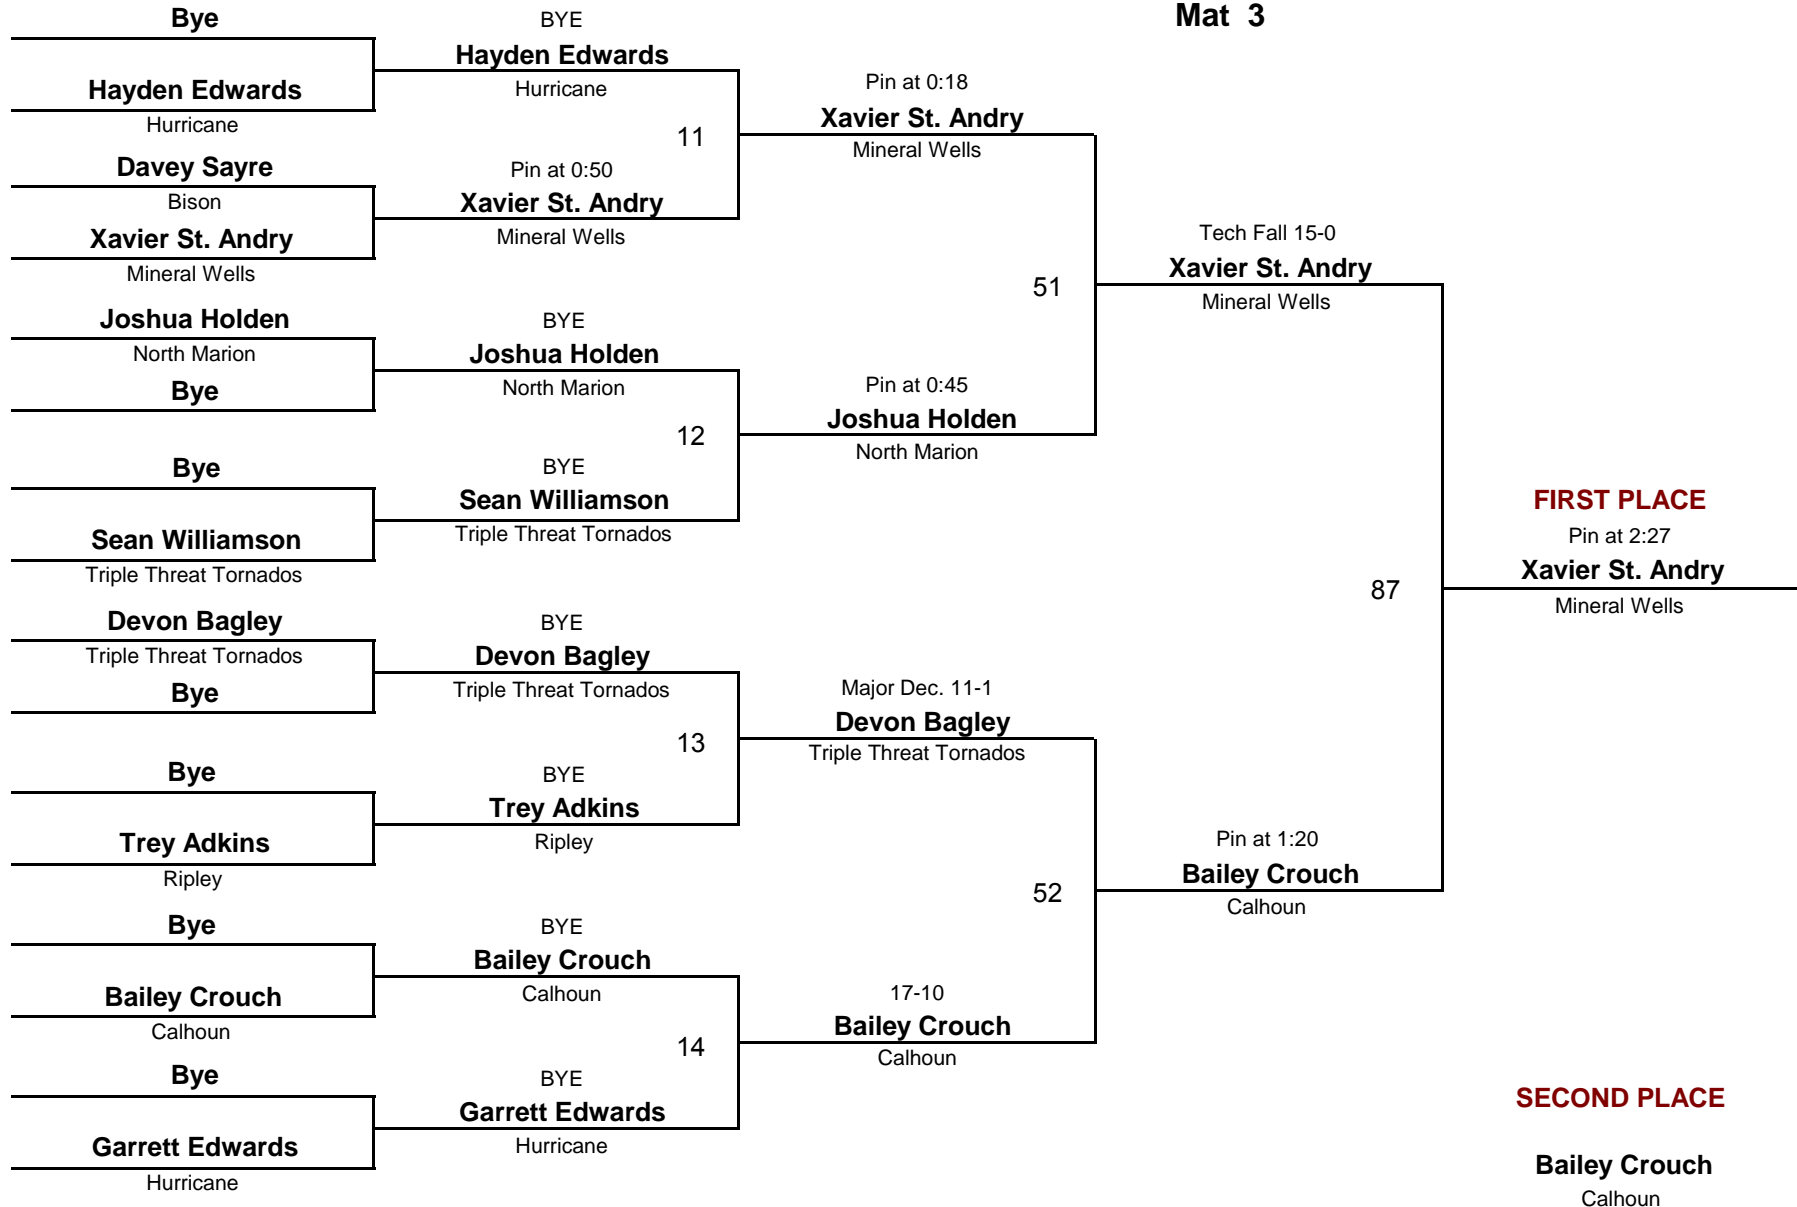 Mat 3
Bye
Hayden Edwards
Hurricane
Davey Sayre
Bison
Xavier St. Andry
Mineral Wells
Joshua Holden
North Marion
Bye
Bye
Sean Williamson
Triple Threat Tornados
Devon Bagley
Triple Threat Tornados
Bye
Bye
Trey Adkins
Ripley
Bye
Bailey Crouch
Calhoun
Bye
Garrett Edwards
Hurricane
BYE
Hayden Edwards
Hurricane
11
Pin at 0:50
Xavier St. Andry
Mineral Wells
BYE
Joshua Holden
North Marion
12
BYE
Sean Williamson
Triple Threat Tornados
BYE
Devon Bagley
Triple Threat Tornados
13
BYE
Trey Adkins
Ripley
BYE
Bailey Crouch
Calhoun
14
BYE
Garrett Edwards
Hurricane
Pin at 0:18
Xavier St. Andry
Mineral Wells
51
Pin at 0:45
Joshua Holden
North Marion
Major Dec. 11-1
Devon Bagley
Triple Threat Tornados
52
17-10
Bailey Crouch
Calhoun
Tech Fall 15-0
Xavier St. Andry
Mineral Wells
87
Pin at 1:20
Bailey Crouch
Calhoun
FIRST PLACE
Pin at 2:27
Xavier St. Andry
Mineral Wells
SECOND PLACE
Bailey Crouch
Calhoun